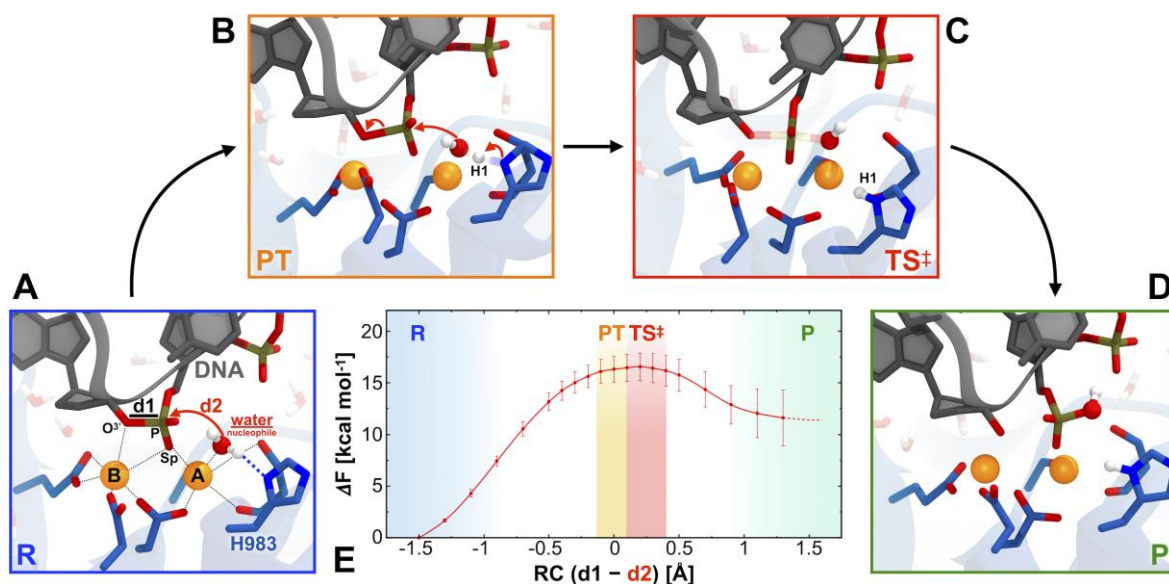 B
H1
PT
C
H1
TS‡
A
DNA
d1
d2
water
nucleophile
O3'
P
Sp
B
A
H983
R
E
ΔF [kcal mol-1]
20
15
10
5
0
R
PT
TS‡
P
-1.5
-1
-0.5
0
0.5
1
1.5
RC (d1 – d2) [Å]
D
P